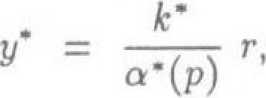 y* = k* / α*(p) r,